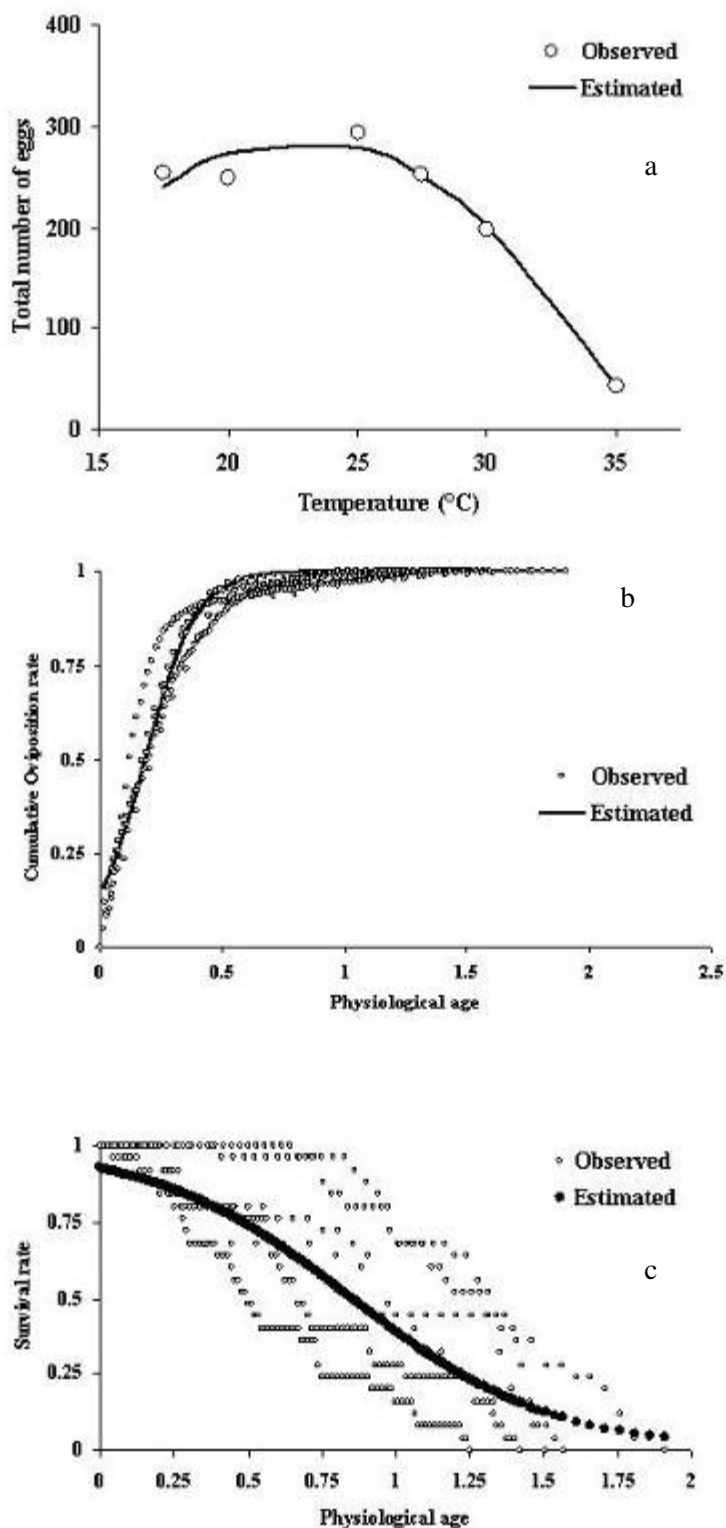 400
300
200
100
0
Total number of eggs
Observed
Estimated
a
15 20 25 30 35
Temperature (°C)
1
0.75
0.5
0.25
0
Cumulative Oviposition rate
b
Observed
Estimated
0 0.5 1 1.5 2 2.5
Physiological age
1
0.75
0.5
0.25
0
Survival rate
Observed
Estimated
c
0 0.25 0.5 0.75 1 1.25 1.5 1.75 2
Physiological age